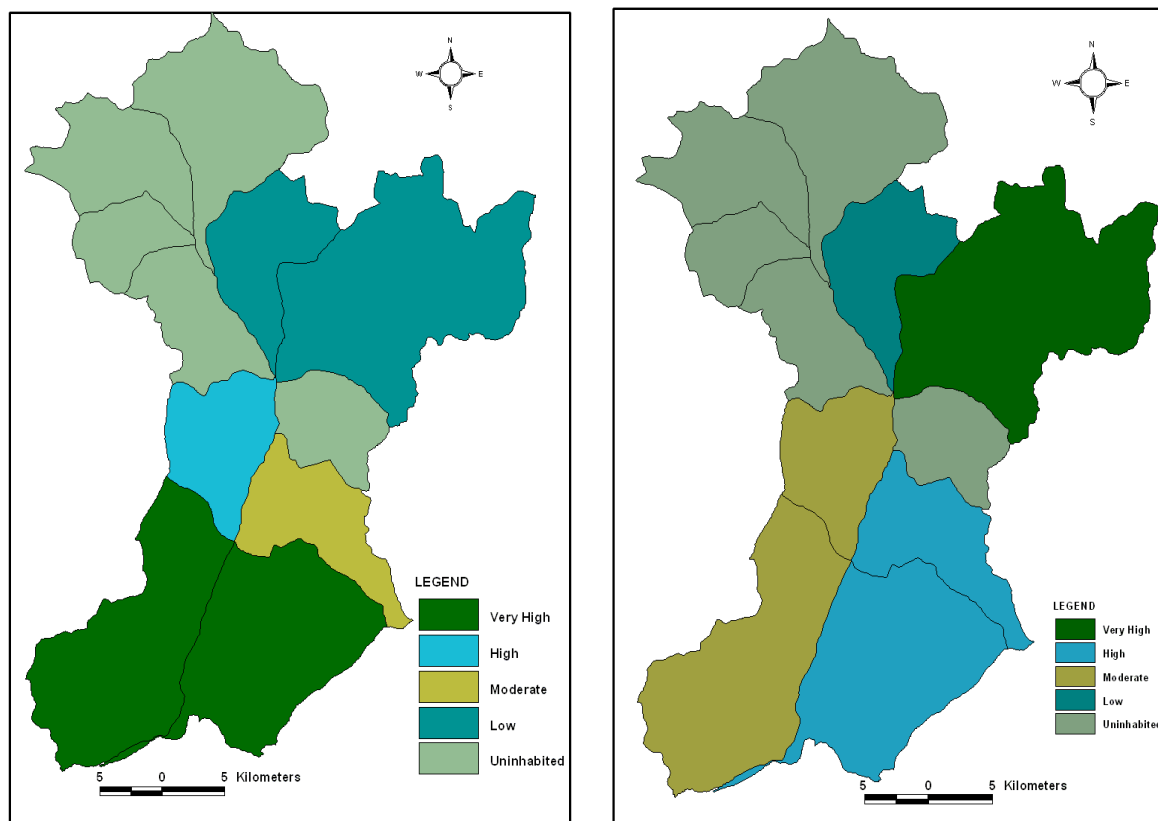 N
W E
S
LEGEND
Very High
High
Moderate
Low
Uninhabited
5 0 5 Kilometers
N
W E
S
LEGEND
Very High
High
Moderate
Low
Uninhabited
5 0 5 Kilometers